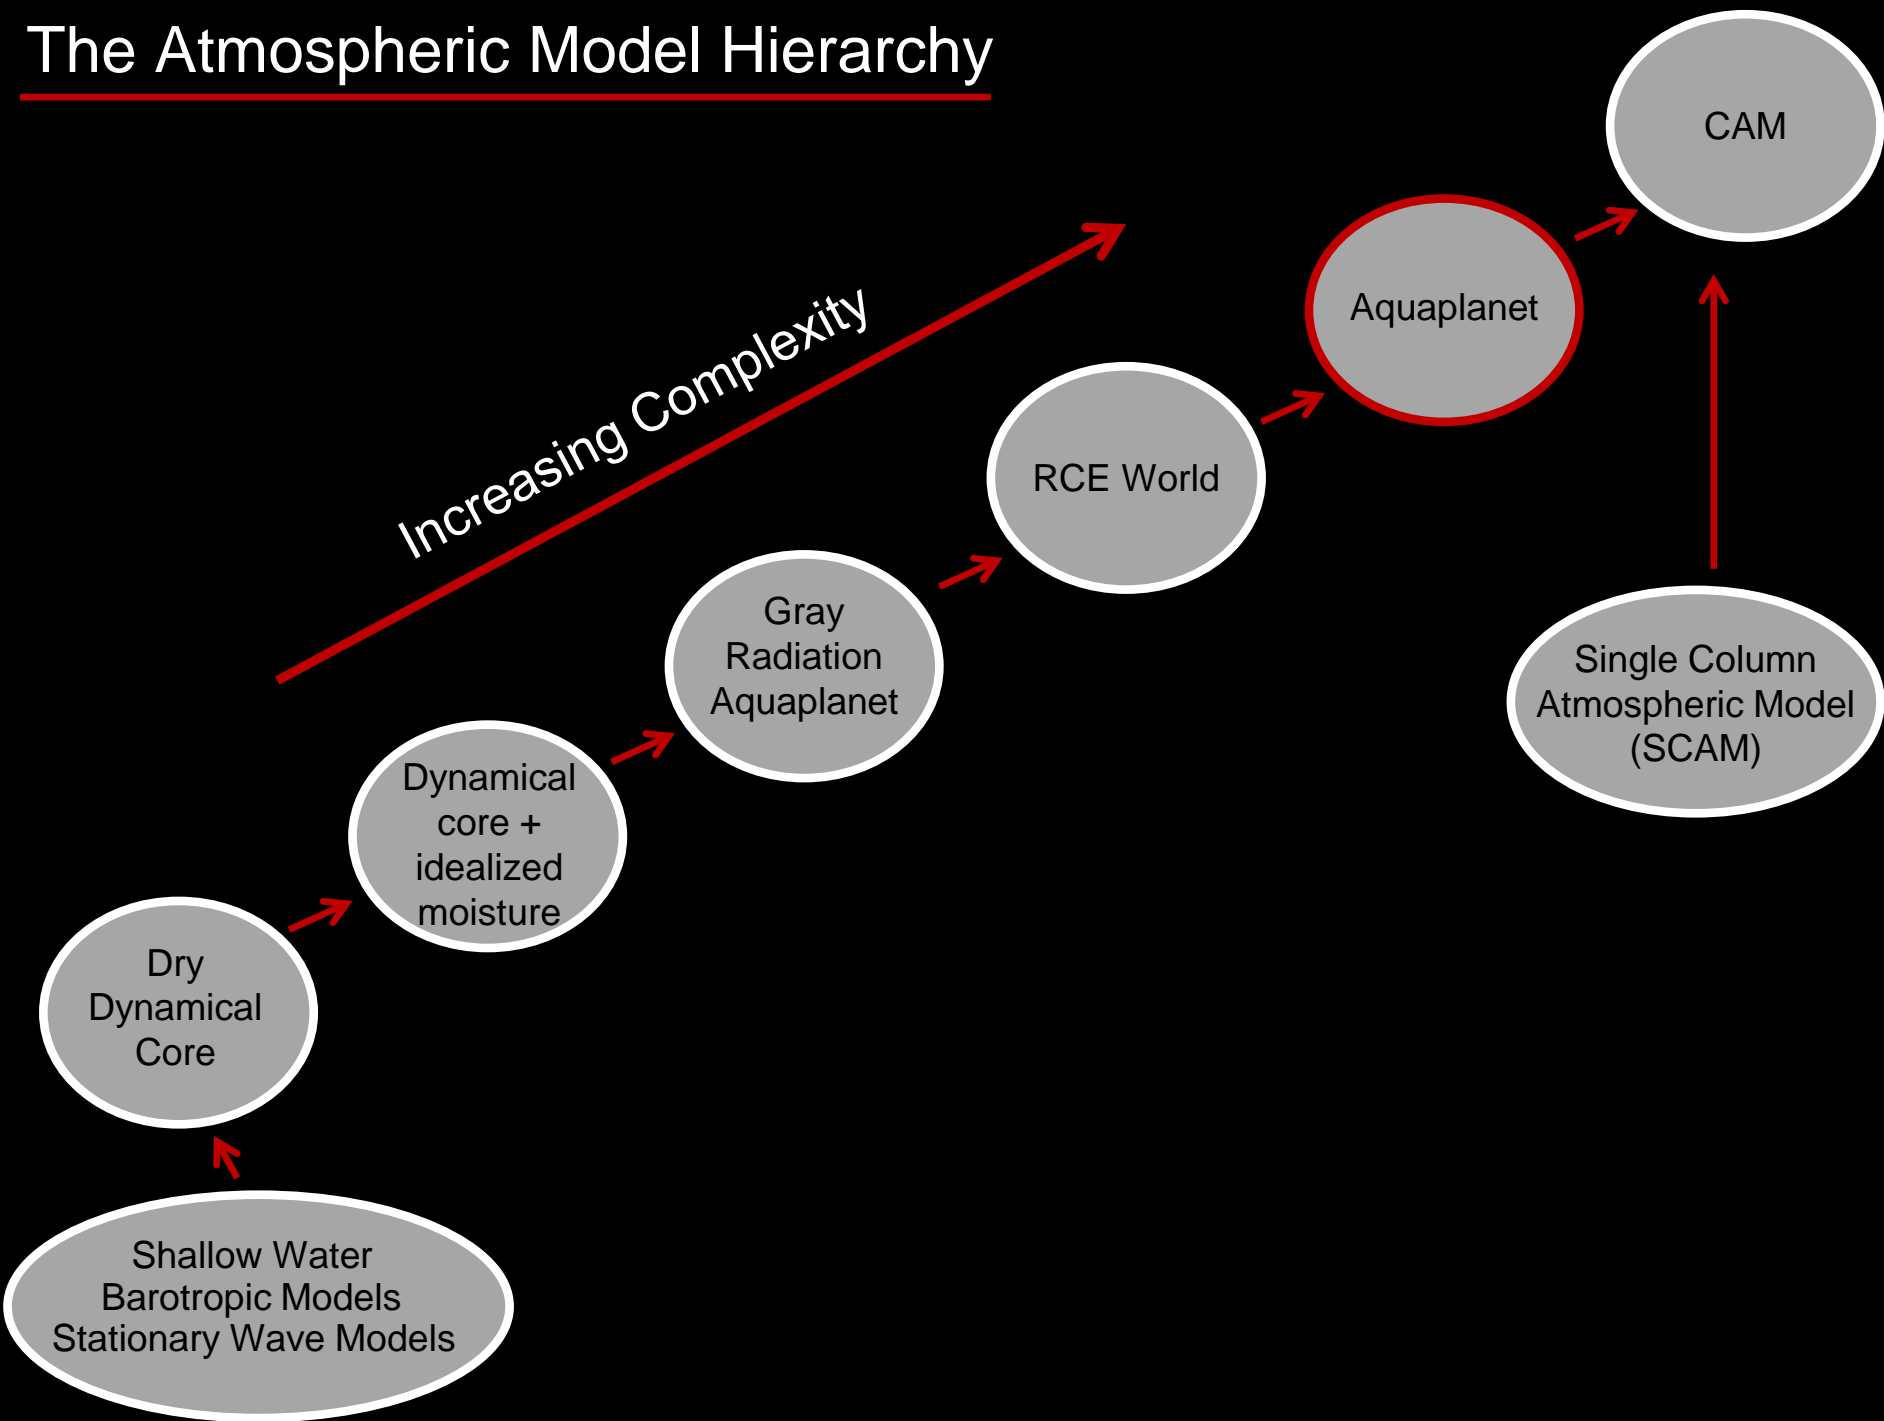 The Atmospheric Model Hierarchy
CAM
Aquaplanet
Increasing Complexity
RCE World
Gray
Radiation
Aquaplanet
Single Column
Atmospheric Model
(SCAM)
Dynamical
core +
idealized
moisture
Dry
Dynamical
Core
Shallow Water
Barotropic Models
Stationary Wave Models